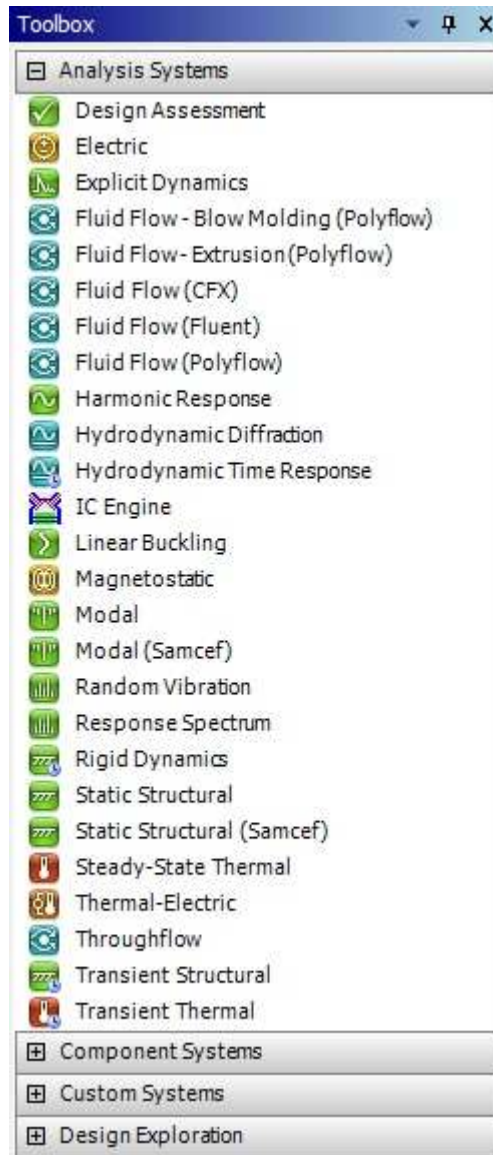 Toolbox
Analysis Systems
Design Assessment
Electric
Explicit Dynamics
Fluid Flow - Blow Molding (Polyflow)
Fluid Flow - Extrusion (Polyflow)
Fluid Flow (CFX)
Fluid Flow (Fluent)
Fluid Flow (Polyflow)
Harmonic Response
Hydrodynamic Diffraction
Hydrodynamic Time Response
IC Engine
Linear Buckling
Magnetostatic
Modal
Modal (Samcef)
Random Vibration
Response Spectrum
Rigid Dynamics
Static Structural
Static Structural (Samcef)
Steady-State Thermal
Thermal-Electric
Throughflow
Transient Structural
Transient Thermal
Component Systems
Custom Systems
Design Exploration